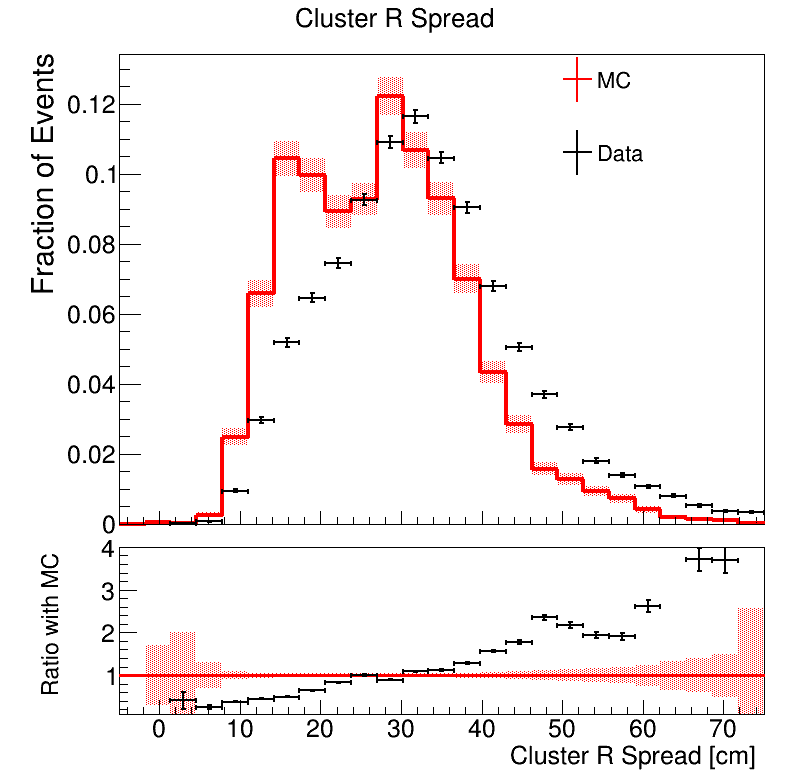 Cluster R Spread
Fraction of Events
0.12
0.1
0.08
0.06
0.04
0.02
0
MC
Data
Ratio with MC
4
3
2
1
0 10 20 30 40 50 60 70
Cluster R Spread [cm]